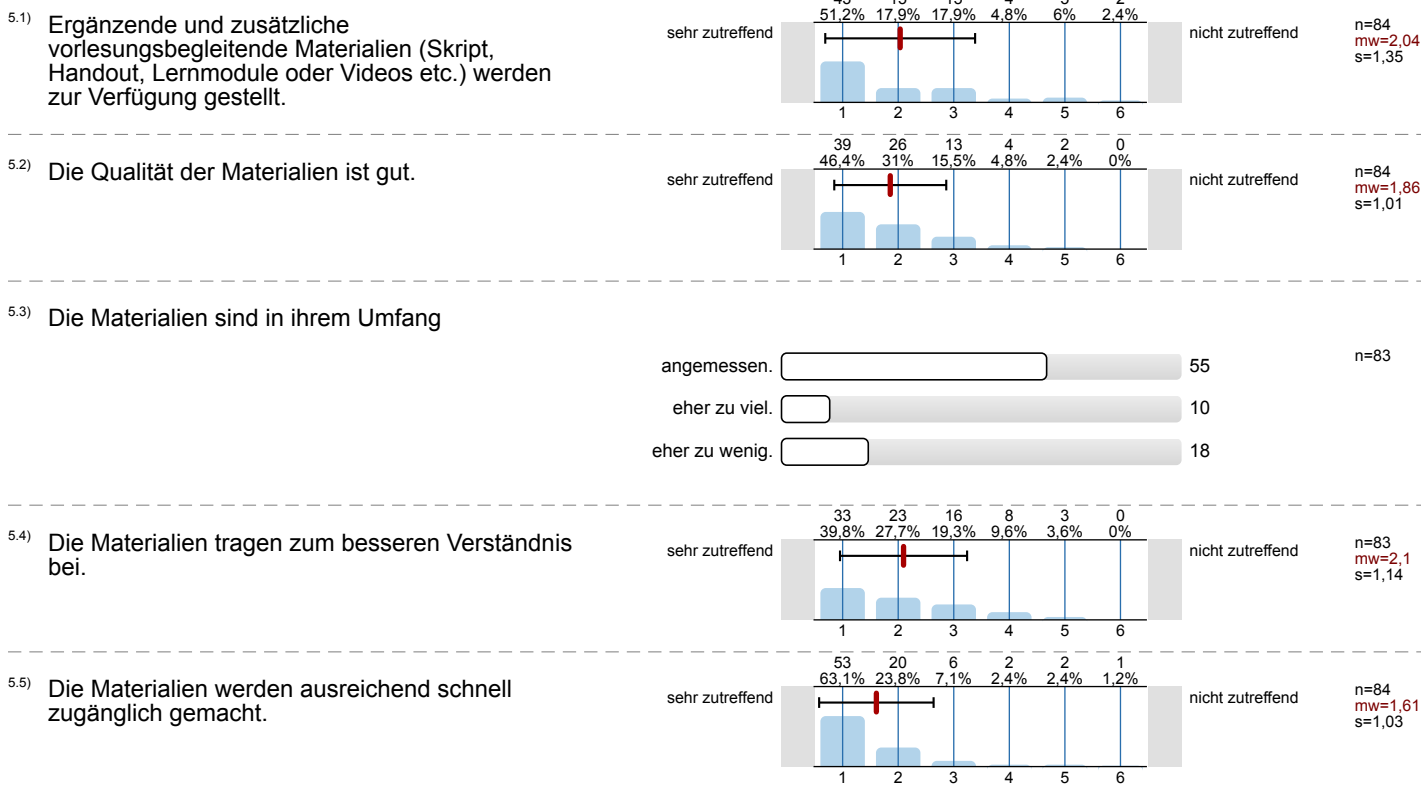 43 15 15 4 5 2
5.1) Ergänzende und zusätzliche
vorlesungsbegleitende Materialien (Skript,
Handout, Lernmodule oder Videos etc.) werden
zur Verfügung gestellt.
51,2% 17,9% 17,9% 4,8% 6% 2,4%
sehr zutreffend
nicht zutreffend
n=84
mw=2,04
s=1,35
1 2 3 4 5 6
5.2) Die Qualität der Materialien ist gut.
39 26 13 4 2 0
46,4% 31% 15,5% 4,8% 2,4% 0%
sehr zutreffend
nicht zutreffend
n=84
mw=1,86
s=1,01
1 2 3 4 5 6
5.3) Die Materialien sind in ihrem Umfang
angemessen. 55
n=83
eher zu viel. 10
eher zu wenig. 18
5.4) Die Materialien tragen zum besseren Verständnis
bei.
33 23 16 8 3 0
39,8% 27,7% 19,3% 9,6% 3,6% 0%
sehr zutreffend
nicht zutreffend
n=83
mw=2,1
s=1,14
1 2 3 4 5 6
5.5) Die Materialien werden ausreichend schnell
zugänglich gemacht.
53 20 6 2 2 1
63,1% 23,8% 7,1% 2,4% 2,4% 1,2%
sehr zutreffend
nicht zutreffend
n=84
mw=1,61
s=1,03
1 2 3 4 5 6